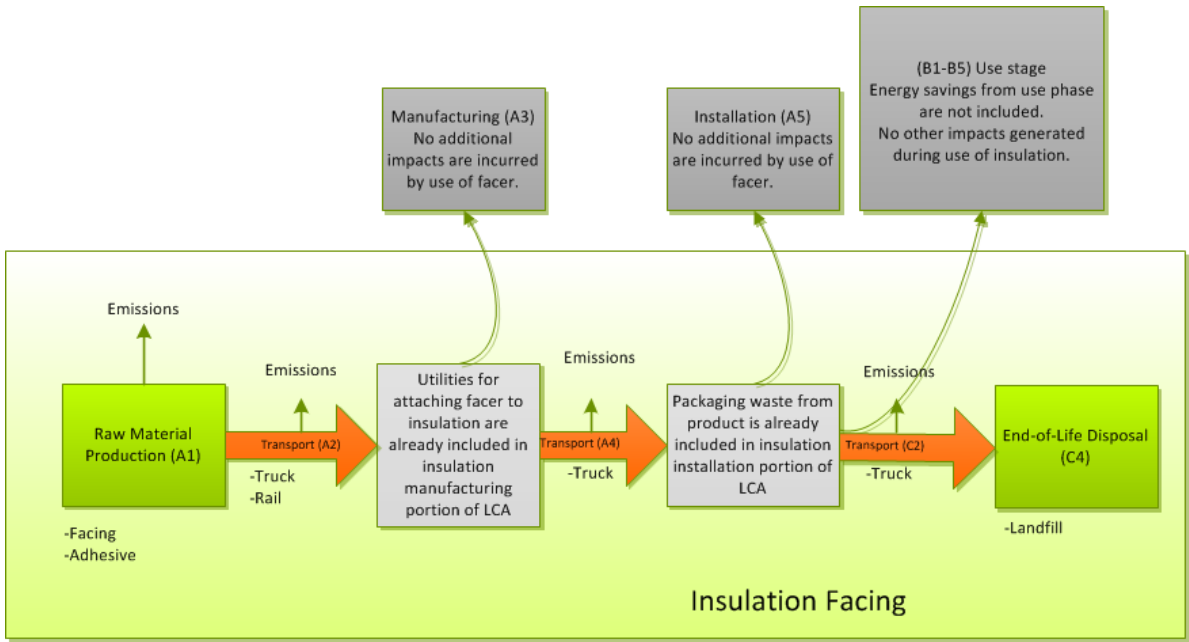 (B1-B5) Use stage
Energy savings from use phase
are not included.
No other impacts generated
during use of insulation.
Manufacturing (A3)
No additional
impacts are incurred
by use of facer.
Installation (A5)
No additional impacts
are incurred by use of
facer.
Emissions
Raw Material
Production (A1)
-Facing
-Adhesive
Emissions
Transport (A2)
-Truck
-Rail
Utilities for
attaching facer to
insulation are
already included in
insulation
manufacturing
portion of LCA
Emissions
Transport (A4)
-Truck
Packaging waste from
product is already
included in insulation
installation portion of
LCA
Emissions
Transport (C2)
-Truck
End-of-Life Disposal
(C4)
-Landfill
Insulation Facing